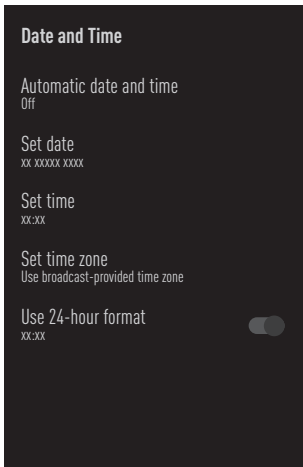 Date and Time
Automatic date and time
Off
Set date
xx xxxxx xxxx
Set time
xx:xx
Set time zone
Use broadcast-provided time zone
Use 24-hour format
xx:xx